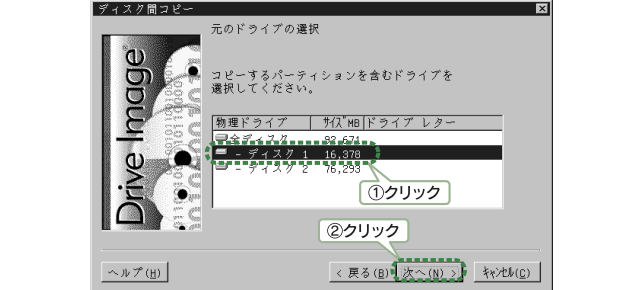 ディスク間コピー
元のドライブの選択
Drive Image
コピーするパーティションを含むドライブを
選択してください。
物理ドライブ ｻｲｽﾞMB ドライブ レター
全ディスク 92,671
- ディスク 1 16,378
- ディスク 2 76,293
①クリック
②クリック
ヘルプ(H) < 戻る(B) 次へ(N) > ｷｬﾝｾﾙ(C)